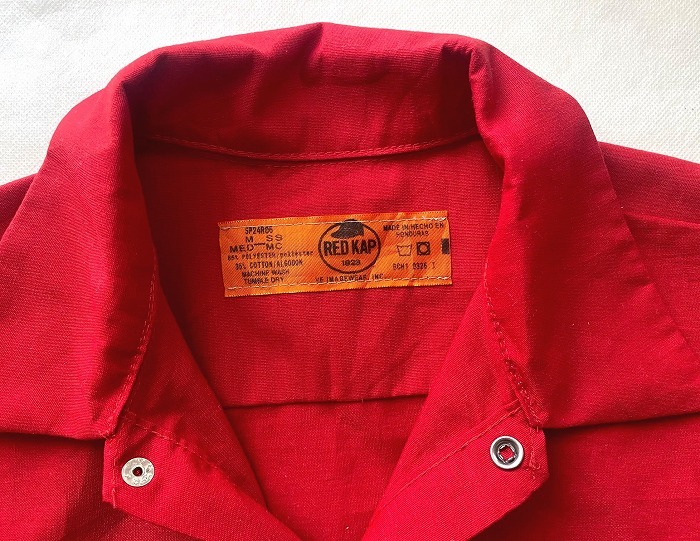 SP24RD6
M SS
MED MC
65% POLYESTER/poliester
35% COTTON/ALGODON
MACHINE WASH
TUMBLE DRY
RED KAP
1923
VF IMAGEWEAR, INC.
MADE IN/HECHO EN
HONDURAS